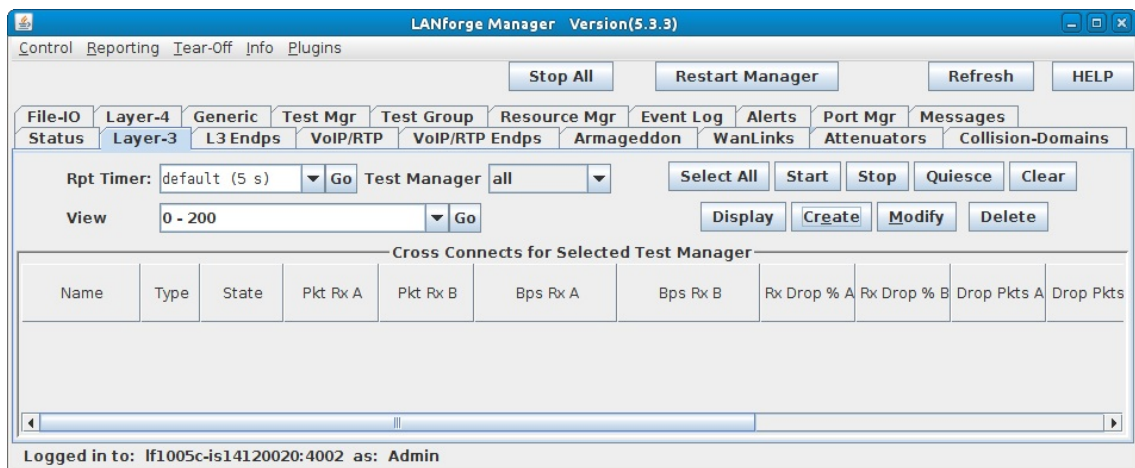 LANforge Manager Version(5.3.3)
Control Reporting Tear-Off Info Plugins
Stop All Restart Manager Refresh HELP
File-IO Layer-4 Generic Test Mgr Test Group Resource Mgr Event Log Alerts Port Mgr Messages
Status Layer-3 L3 Endps VoIP/RTP VoIP/RTP Endps Armageddon WanLinks Attenuators Collision-Domains
Rpt Timer: default (5 s) Go Test Manager all Select All Start Stop Quiesce Clear
View 0 - 200 Go Display Create Modify Delete
Cross Connects for Selected Test Manager
Name Type State Pkt Rx A Pkt Rx B Bps Rx A Bps Rx B Rx Drop % A Rx Drop % B Drop Pkts A Drop Pkts
Logged in to: lf1005c-is14120020:4002 as: Admin